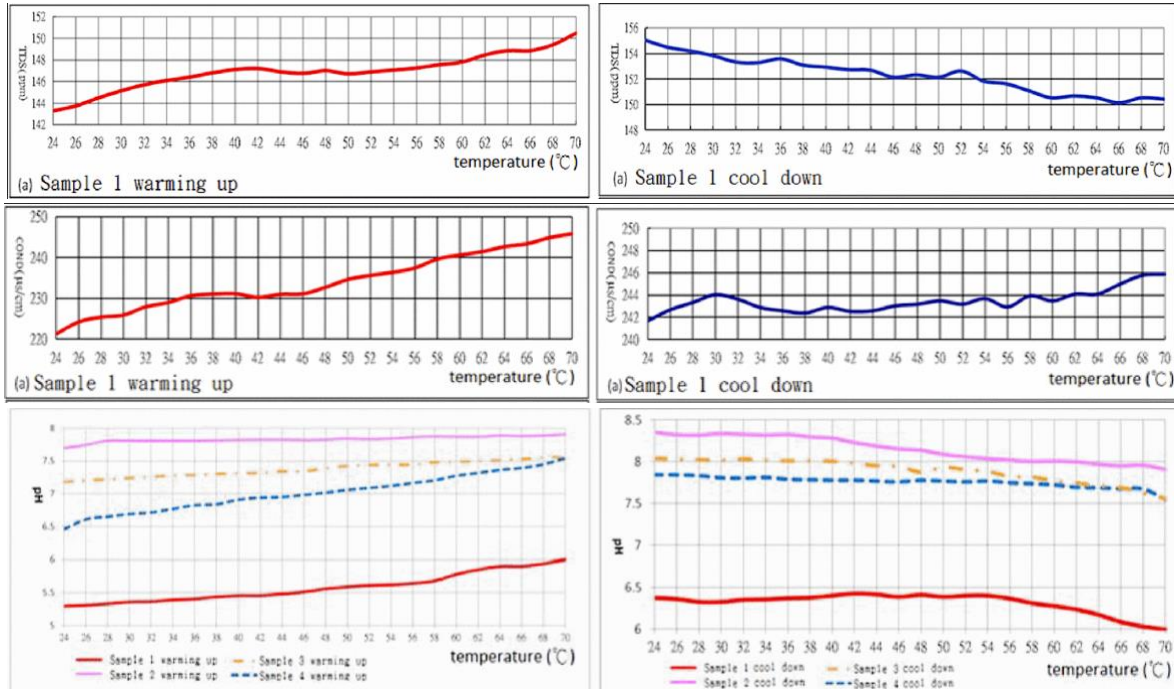 152
150
148
146
144
142
TDS(ppm)
24 26 28 30 32 34 36 38 40 42 44 46 48 50 52 54 56 58 60 62 64 66 68 70
temperature(℃)
(a) Sample 1 warming up
156
154
152
150
148
TDS(ppm)
24 26 28 30 32 34 36 38 40 42 44 46 48 50 52 54 56 58 60 62 64 66 68 70
temperature(℃)
(a) Sample 1 cool down
250
240
230
220
COND(μs/cm)
24 26 28 30 32 34 36 38 40 42 44 46 48 50 52 54 56 58 60 62 64 66 68 70
temperature(℃)
(a) Sample 1 warming up
250
248
246
244
242
240
COND(μs/cm)
24 26 28 30 32 34 36 38 40 42 44 46 48 50 52 54 56 58 60 62 64 66 68 70
temperature(℃)
(a) Sample 1 cool down
8
7.5
7
6.5
6
5.5
5
pH
24 26 28 30 32 34 36 38 40 42 44 46 48 50 52 54 56 58 60 62 64 66 68 70
temperature(℃)
Sample 1 warming up
Sample 3 warming up
Sample 2 warming up
Sample 4 warming up
8.5
8
7.5
7
6.5
6
pH
24 26 28 30 32 34 36 38 40 42 44 46 48 50 52 54 56 58 60 62 64 66 68 70
temperature(℃)
Sample 1 cool down
Sample 3 cool down
Sample 2 cool down
Sample 4 cool down